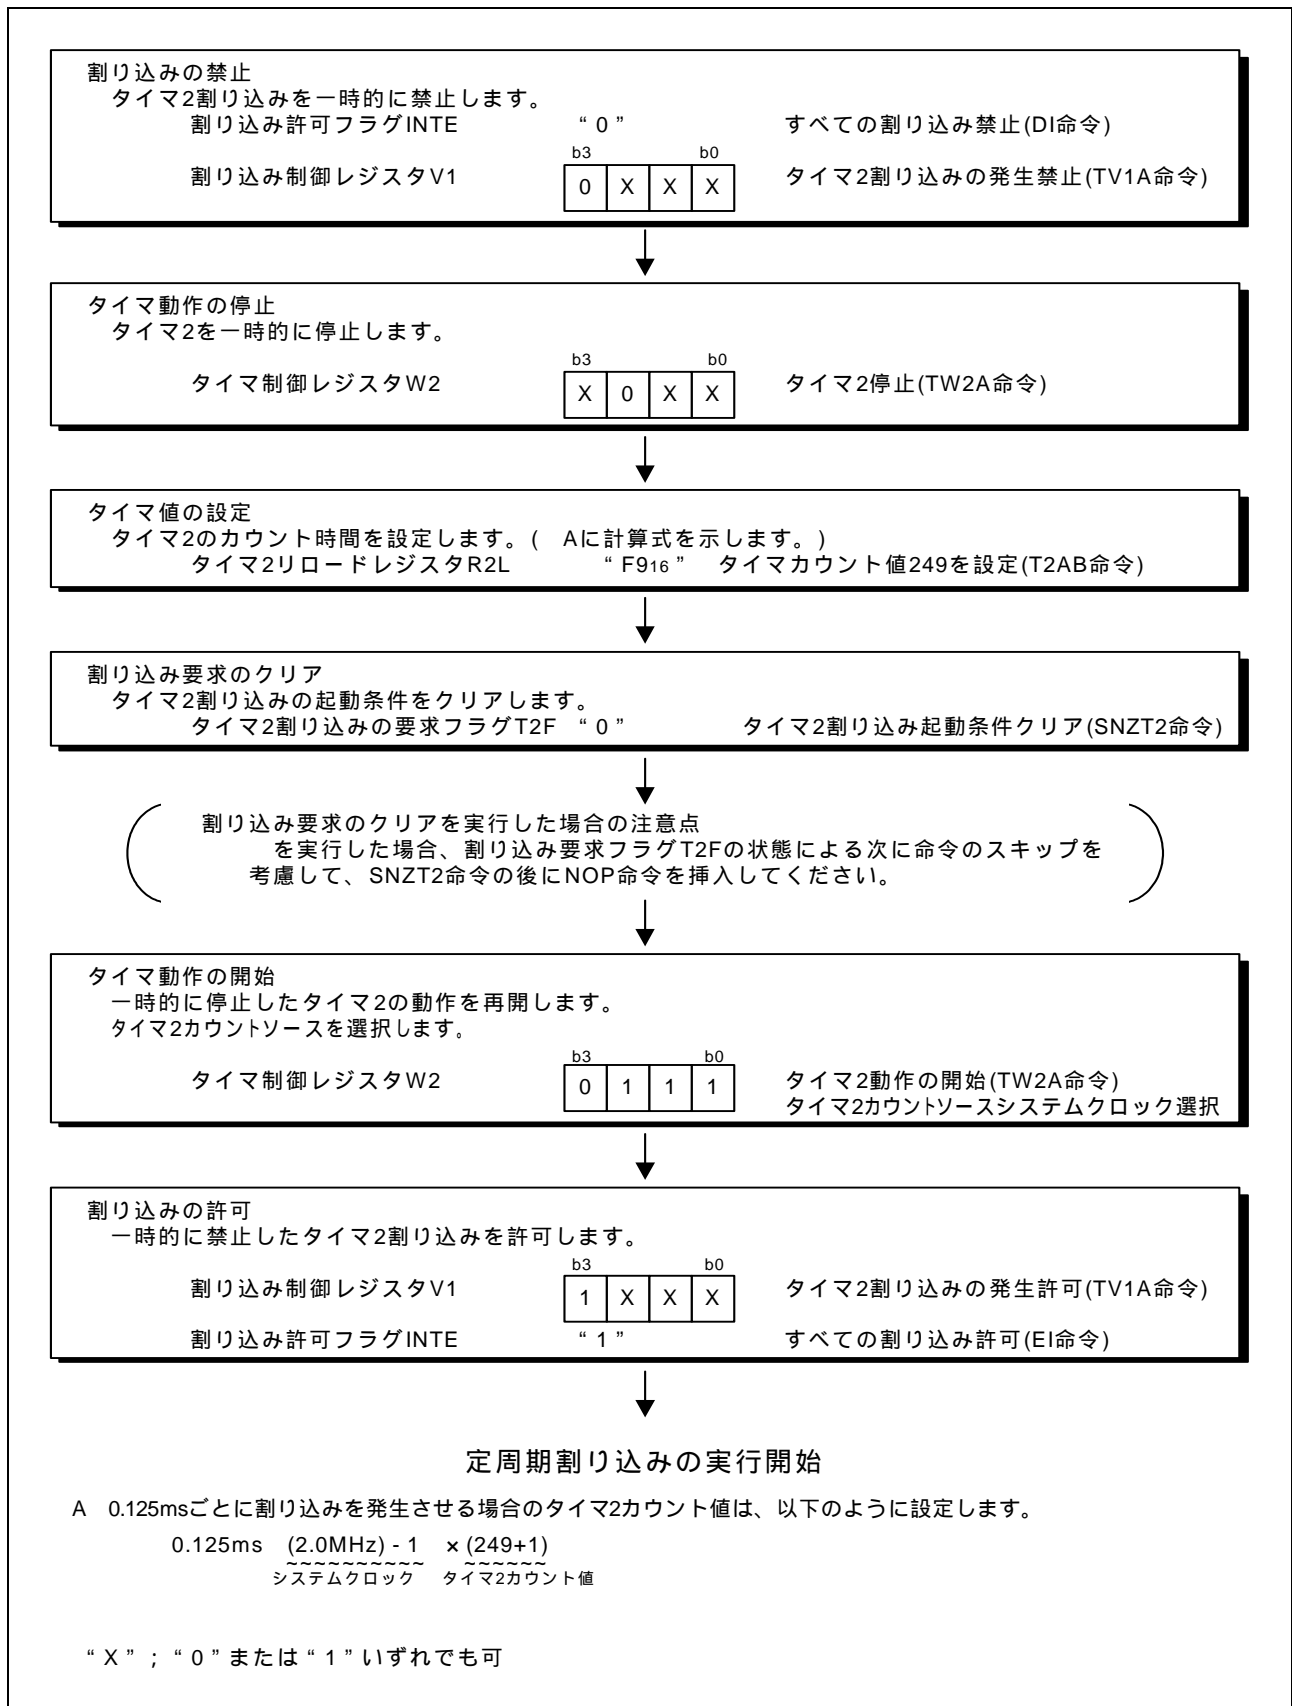 割り込みの禁止
タイマ2割り込みを一時的に禁止します。
割り込み許可フラグINTE “0” すべての割り込み禁止(DI命令)
b3 b0
割り込み制御レジスタV1 0 X X X タイマ2割り込みの発生禁止(TV1A命令)
タイマ動作の停止
タイマ2を一時的に停止します。
b3 b0
タイマ制御レジスタW2 X 0 X X タイマ2停止(TW2A命令)
タイマ値の設定
タイマ2のカウント時間を設定します。( Aに計算式を示します。)
タイマ2リロードレジスタR2L “F916” タイマカウント値249を設定(T2AB命令)
割り込み要求のクリア
タイマ2割り込みの起動条件をクリアします。
タイマ2割り込みの要求フラグT2F “0” タイマ2割り込み起動条件クリア(SNZT2命令)
割り込み要求のクリアを実行した場合の注意点
を実行した場合、割り込み要求フラグT2Fの状態による次に命令のスキップを
考慮して、SNZT2命令の後にNOP命令を挿入してください。
タイマ動作の開始
一時的に停止したタイマ2の動作を再開します。
タイマ2カウントソースを選択します。
b3 b0
タイマ制御レジスタW2 0 1 1 1 タイマ2動作の開始(TW2A命令)
タイマ2カウントソースシステムクロック選択
割り込みの許可
一時的に禁止したタイマ2割り込みを許可します。
b3 b0
割り込み制御レジスタV1 1 X X X タイマ2割り込みの発生許可(TV1A命令)
割り込み許可フラグINTE “1” すべての割り込み許可(EI命令)
定周期割り込みの実行開始
A 0.125msごとに割り込みを発生させる場合のタイマ2カウント値は、以下のように設定します。
0.125ms (2.0MHz) - 1 × (249+1)
システムクロック タイマ2カウント値
“X”;“0”または“1”いずれでも可